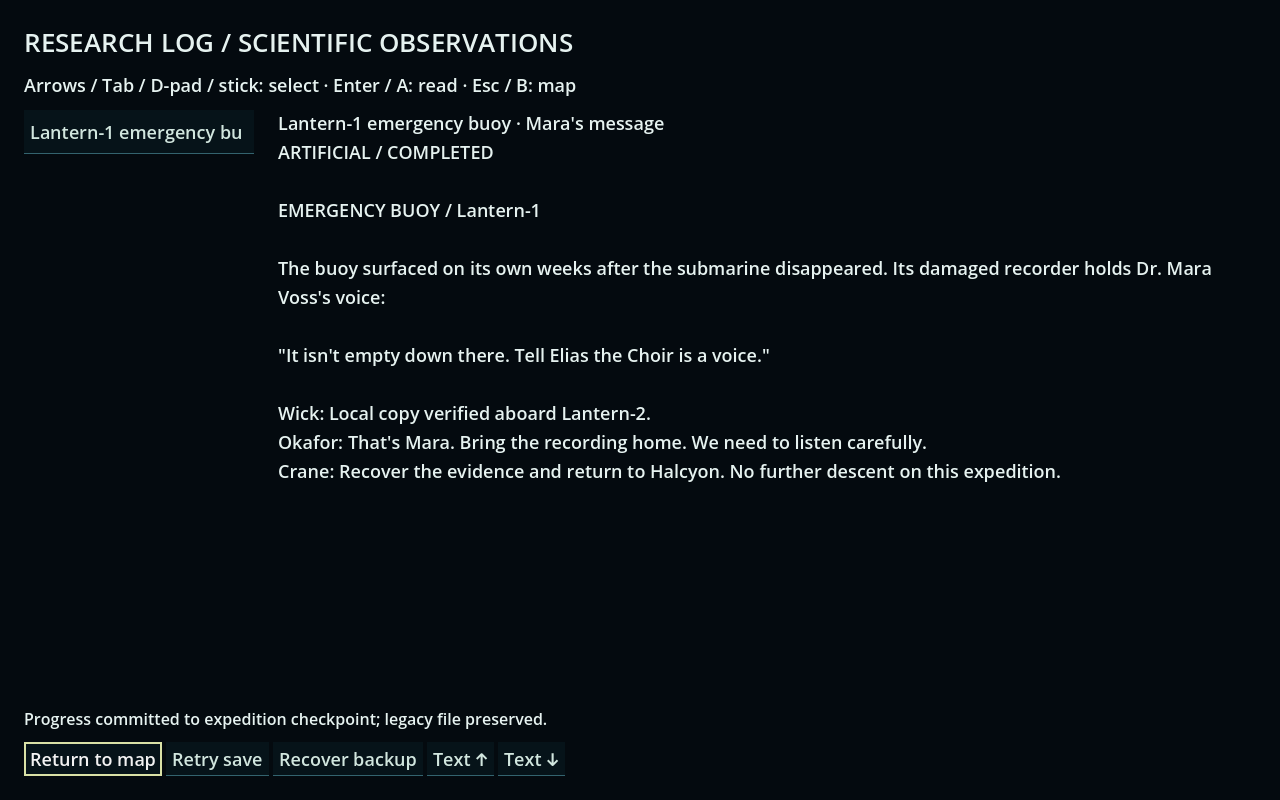 RESEARCH LOG / SCIENTIFIC OBSERVATIONS
Arrows / Tab / D-pad / stick: select · Enter / A: read · Esc / B: map
Lantern-1 emergency bu
Lantern-1 emergency buoy · Mara's message
ARTIFICIAL / COMPLETED
EMERGENCY BUOY / Lantern-1
The buoy surfaced on its own weeks after the submarine disappeared. Its damaged recorder holds Dr. Mara
Voss's voice:
"It isn't empty down there. Tell Elias the Choir is a voice."
Wick: Local copy verified aboard Lantern-2.
Okafor: That's Mara. Bring the recording home. We need to listen carefully.
Crane: Recover the evidence and return to Halcyon. No further descent on this expedition.
Progress committed to expedition checkpoint; legacy file preserved.
Return to map Retry save Recover backup Text ↑ Text ↓